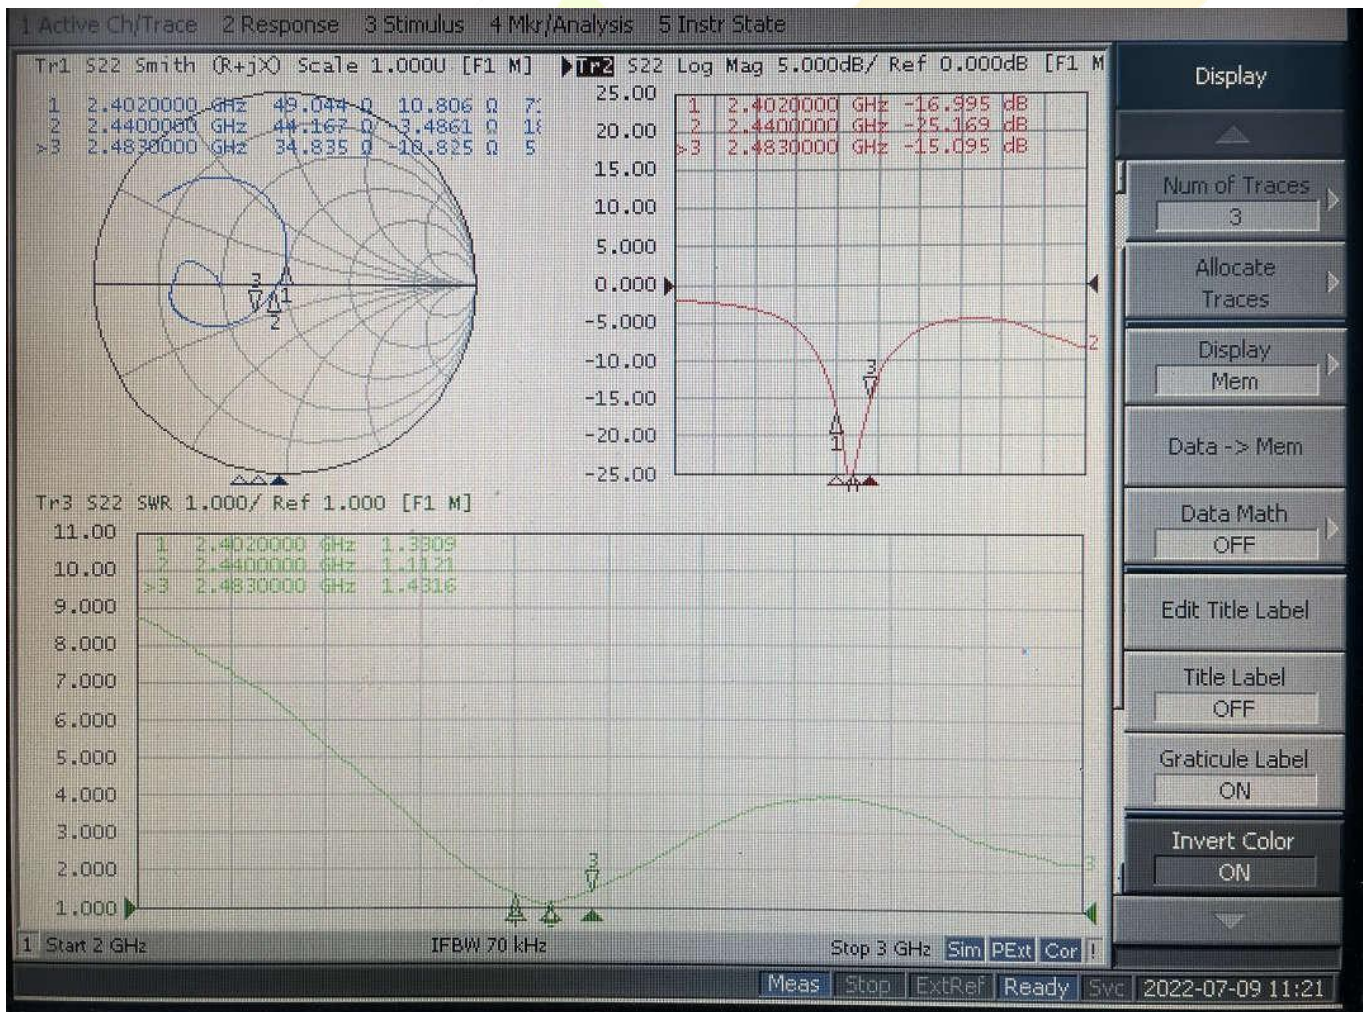 1 Active Ch/Trace 2 Response 3 Stimulus 4 Mkr/Analysis 5 Instr State
Tr1 S22 Smith (R+jX) Scale 1.000U [F1 M]
1 2.4020000 GHz 49.044 Ω 10.806 Ω
2 2.4400000 GHz 44.167 Ω -3.4861 Ω
>3 2.4830000 GHz 34.835 Ω -10.825 Ω
3
1
2
Tr2 S22 Log Mag 5.000dB/ Ref 0.000dB [F1 M
25.00
20.00
15.00
10.00
5.000
0.000
-5.000
-10.00
-15.00
-20.00
-25.00
1 2.4020000 GHz -16.995 dB
2 2.4400000 GHz -25.169 dB
>3 2.4830000 GHz -15.095 dB
2
3
1
Tr3 S22 SWR 1.000/ Ref 1.000 [F1 M]
11.00
10.00
9.000
8.000
7.000
6.000
5.000
4.000
3.000
2.000
1.000
1 2.4020000 GHz 1.3309
2 2.4400000 GHz 1.1121
>3 2.4830000 GHz 1.4316
3
3
1 Start 2 GHz IFBW 70 kHz Stop 3 GHz Sim PExt Cor !
Display
Num of Traces
3
Allocate
Traces
Display
Mem
Data -> Mem
Data Math
OFF
Edit Title Label
Title Label
OFF
Graticule Label
ON
Invert Color
ON
Meas Stop ExtRef Ready Svc 2022-07-09 11:21